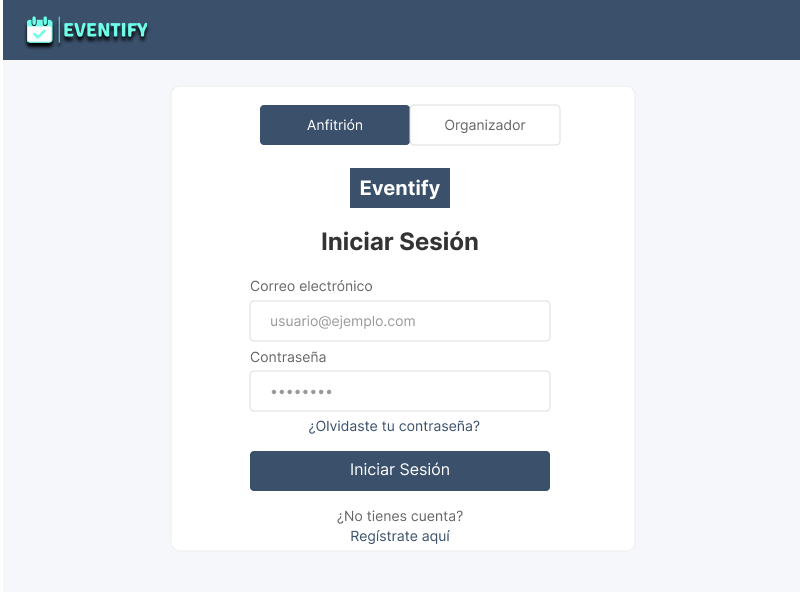 EVENTIFY
Anfitrión Organizador
Eventify
Iniciar Sesión
Correo electrónico
usuario@ejemplo.com
Contraseña
••••••••
¿Olvidaste tu contraseña?
Iniciar Sesión
¿No tienes cuenta?
Regístrate aquí